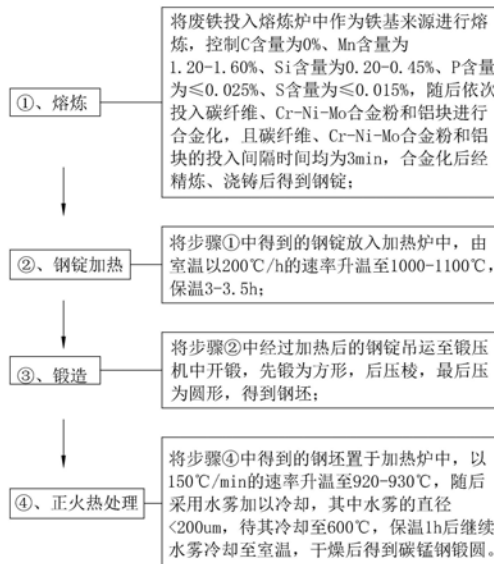 ①、熔炼
将废铁投入熔炼炉中作为铁基来源进行熔
炼，控制C含量为0%、Mn含量为
1.20-1.60%、Si含量为0.20-0.45%、P含量
为≤0.025%、S含量为≤0.015%，随后依次
投入碳纤维、Cr-Ni-Mo合金粉和铝块进行
合金化，且碳纤维、Cr-Ni-Mo合金粉和铝
块的投入间隔时间均为3min，合金化后经
精炼、浇铸后得到钢锭；
②、钢锭加热
将步骤①中得到的钢锭放入加热炉中，由
室温以200℃/h的速率升温至1000-1100℃，
保温3-3.5h；
③、锻造
将步骤②中经过加热后的钢锭吊运至锻压
机中开锻，先锻为方形，后压棱，最后压
为圆形，得到钢坯；
④、正火热处理
将步骤④中得到的钢坯置于加热炉中，以
150℃/min的速率升温至920-930℃，随后
采用水雾加以冷却，其中水雾的直径
<200um，待其冷却至600℃，保温1h后继续
水雾冷却至室温，干燥后得到碳锰钢锻圆。